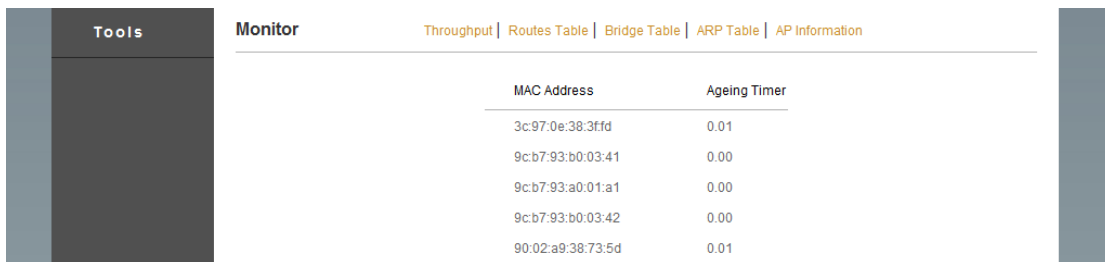 Tools
Monitor
Throughput | Routes Table | Bridge Table | ARP Table | AP Information
MAC Address Ageing Timer
3c:97:0e:38:3f:fd 0.01
9c:b7:93:b0:03:41 0.00
9c:b7:93:a0:01:a1 0.00
9c:b7:93:b0:03:42 0.00
90:02:a9:38:73:5d 0.01